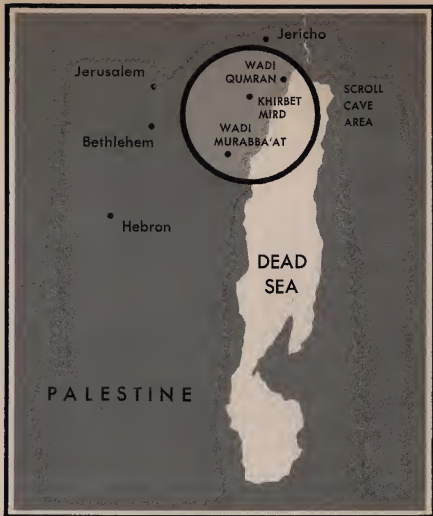 Jericho
Jerusalem
WADI
QUMRAN
SCROLL
CAVE
AREA
KHIRBET
MIRD
Bethlehem
WADI
MURABBA'AT
Hebron
DEAD
SEA
PALESTINE